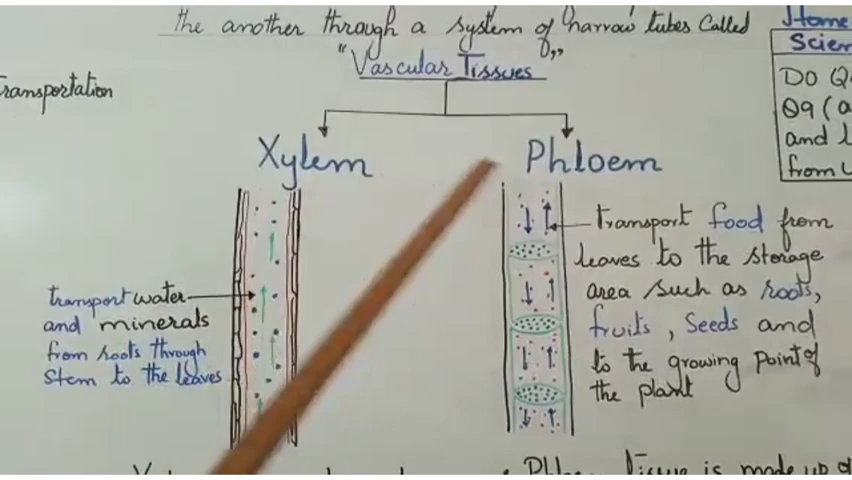 the another through a system of narrow tubes called
"Vascular Tissues"
Transportation
Home
Scien
DO Q
Q9 (a
and l
from
Xylem
Phloem
transport water
and minerals
from roots through
stem to the leaves
transport food from
leaves to the storage
area such as roots,
fruits, seeds and
to the growing point of
the plant
Phloem Tissue is made up of